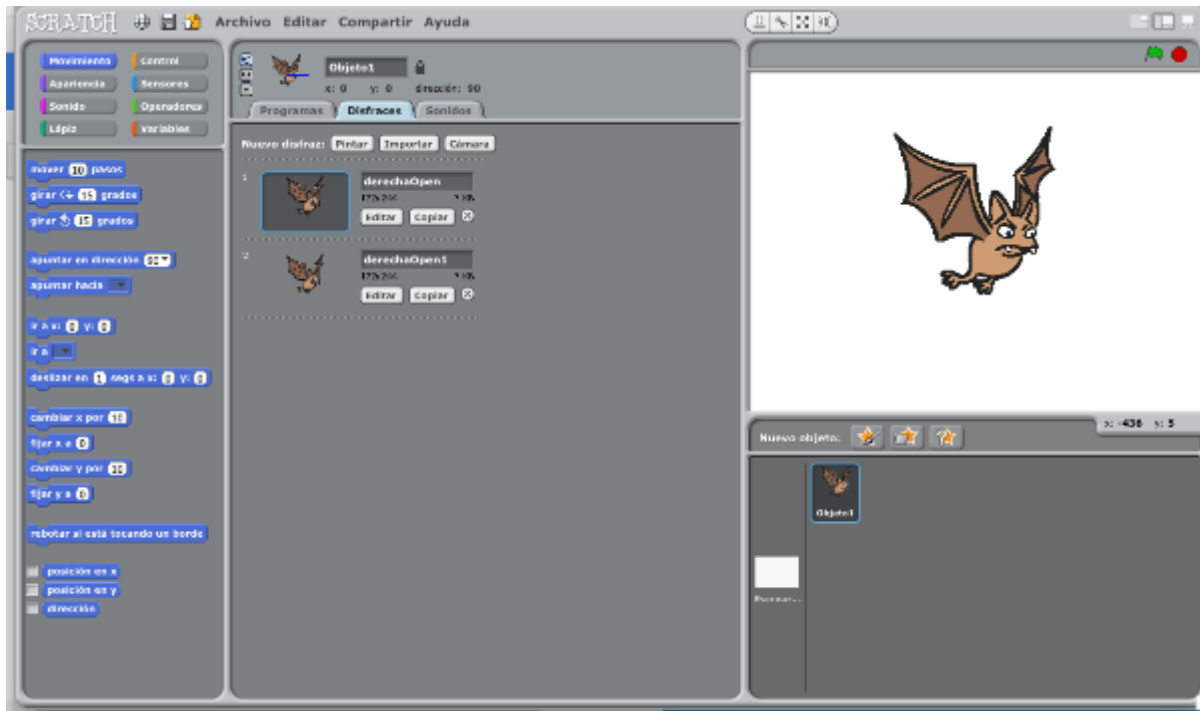 SCRATCH Archivo Editar Compartir Ayuda
Movimiento Control
Apariencia Sensores
Sonido Operadores
Lápiz Variables
mover 10 pasos
girar 15 grados
girar 15 grados
apuntar en dirección 90
apuntar hacia
ir a x: 0 y: 0
ir a
deslizar en 1 segs a x: 0 y: 0
cambiar x por 10
fijar x a 0
cambiar y por 10
fijar y a 0
rebotar si está tocando un borde
posición en x
posición en y
dirección
Objeto1
x: 0 y: 0 dirección: 90
Programas Disfraces Sonidos
Nuevo disfraz: Pintar Importar Cámara
1 derechaOpen
Editar Copiar
2 derechaOpen1
Editar Copiar
x: -436 y: 5
Nuevo objeto:
Objeto1